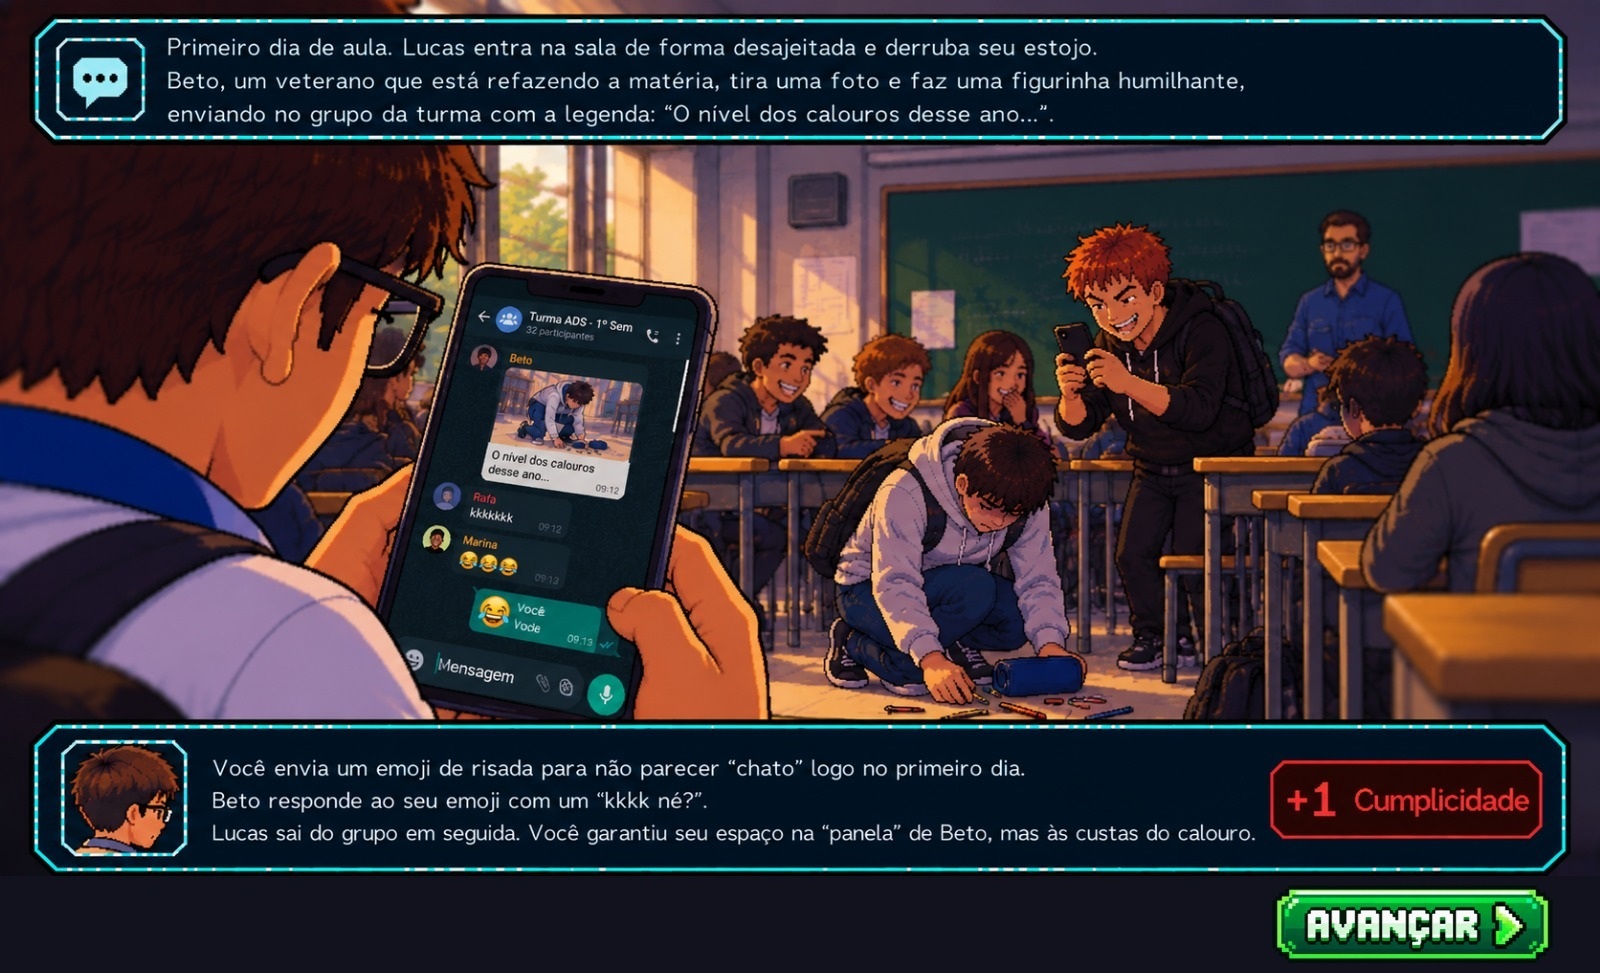 Primeiro dia de aula. Lucas entra na sala de forma desajeitada e derruba seu estojo.
Beto, um veterano que está refazendo a matéria, tira uma foto e faz uma figurinha humilhante,
enviando no grupo da turma com a legenda: “O nível dos calouros desse ano...”.
Turma ADS - 1º Sem
32 participantes
Beto
O nível dos calouros
desse ano...
09:12
Rafa
kkkkkkk
09:12
Marina
09:13
Você
Vode
09:13
Mensagem
Você envia um emoji de risada para não parecer “chato” logo no primeiro dia.
Beto responde ao seu emoji com um “kkkk né?”.
Lucas sai do grupo em seguida. Você garantiu seu espaço na “panela” de Beto, mas às custas do calouro.
+1 Cumplicidade
AVANÇAR